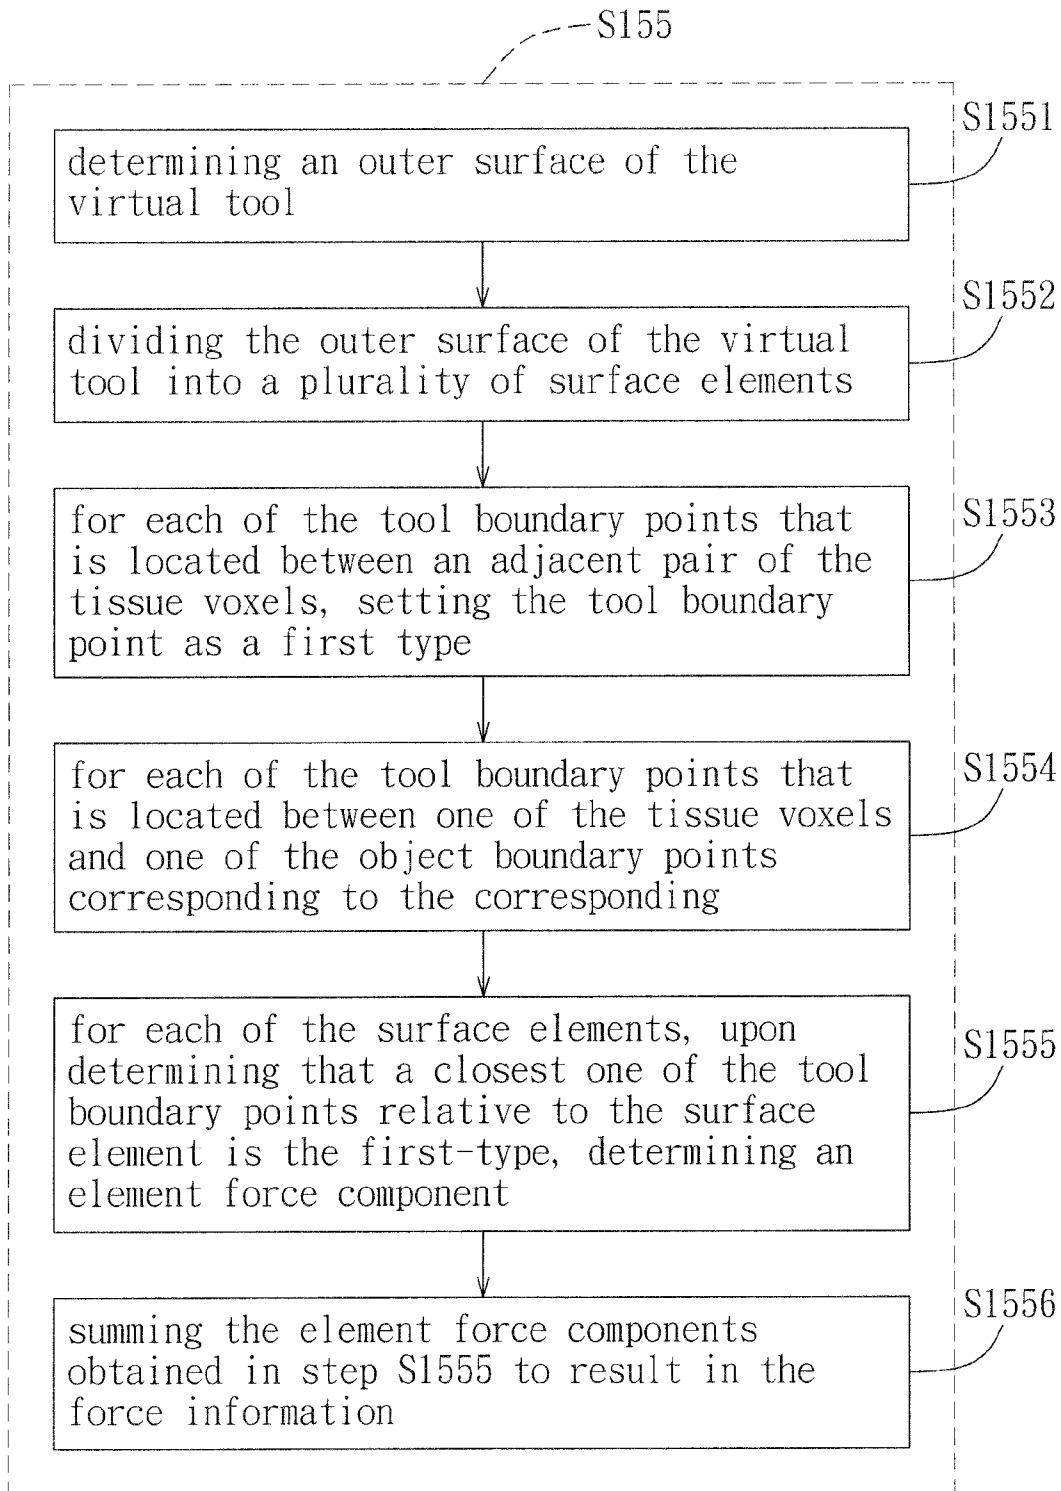 S155
S1551
determining an outer surface of the
virtual tool
S1552
dividing the outer surface of the virtual
tool into a plurality of surface elements
S1553
for each of the tool boundary points that
is located between an adjacent pair of the
tissue voxels, setting the tool boundary
point as a first type
S1554
for each of the tool boundary points that
is located between one of the tissue voxels
and one of the object boundary points
corresponding to the corresponding
S1555
for each of the surface elements, upon
determining that a closest one of the tool
boundary points relative to the surface
element is the first-type, determining an
element force component
S1556
summing the element force components
obtained in step S1555 to result in the
force information